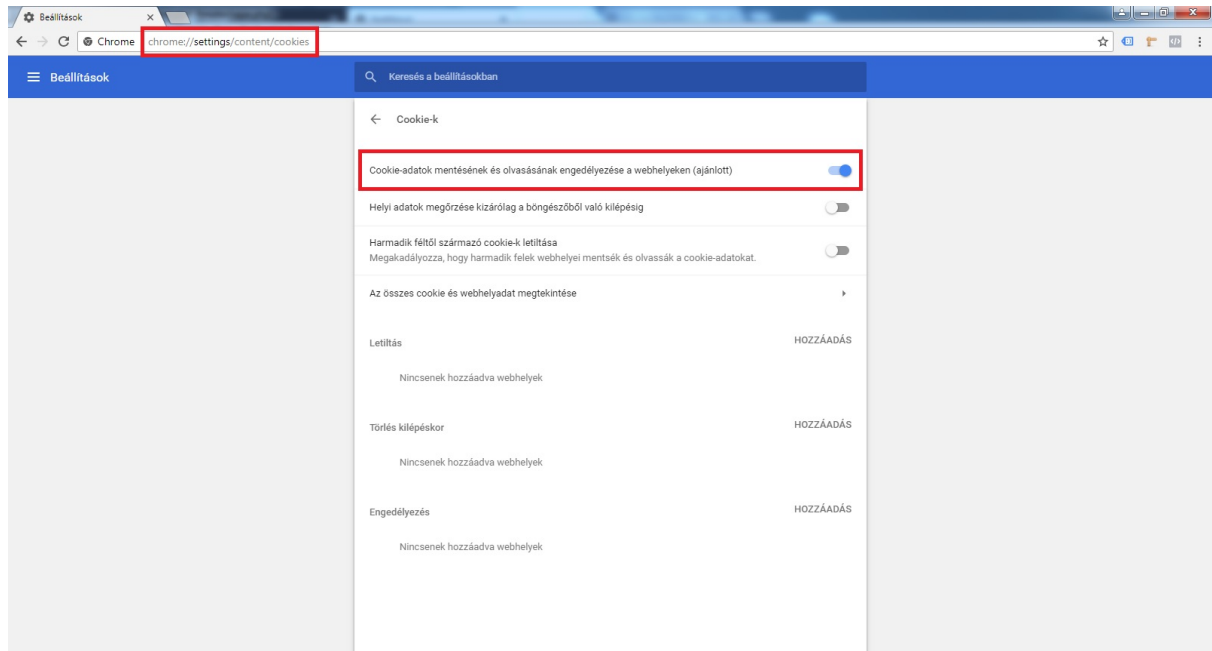 Beállítások
Chrome chrome://settings/content/cookies
Beállítások
Keresés a beállításokban
Cookie-k
Cookie-adatok mentésének és olvasásának engedélyezése a webhelyeken (ajánlott)
Helyi adatok megőrzése kizárólag a böngészőből való kilépésig
Harmadik féltől származó cookie-k letiltása
Megakadályozza, hogy harmadik felek webhelyei mentsék és olvassák a cookie-adatokat.
Az összes cookie és webhelyadat megtekintése
Letiltás HOZZÁADÁS
Nincsenek hozzáadva webhelyek
Törlés kilépéskor HOZZÁADÁS
Nincsenek hozzáadva webhelyek
Engedélyezés HOZZÁADÁS
Nincsenek hozzáadva webhelyek